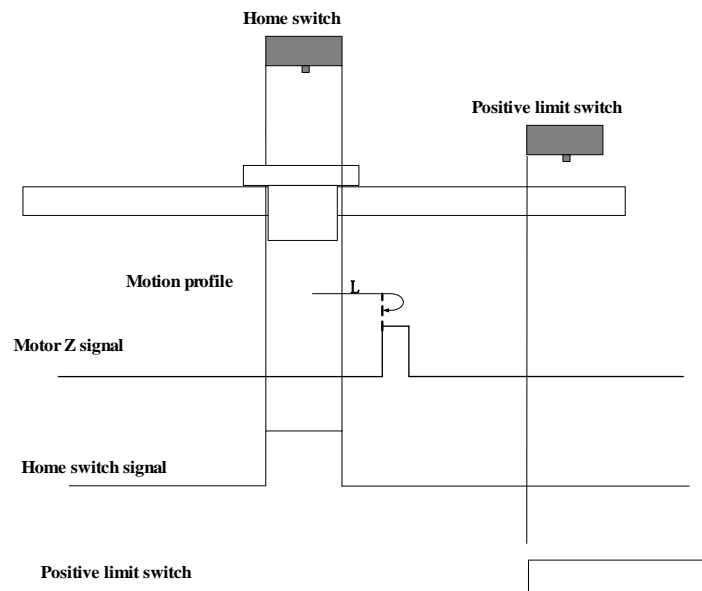 Home switch
Positive limit switch
Motion profile
L
Motor Z signal
Home switch signal
Positive limit switch